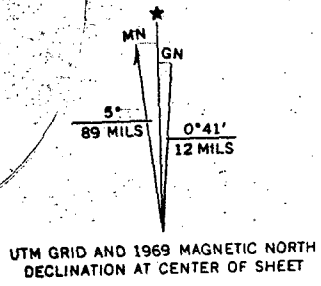 MN
GN
5°
89 MILS
0°41'
12 MILS
UTM GRID AND 1969 MAGNETIC NORTH
DECLINATION AT CENTER OF SHEET